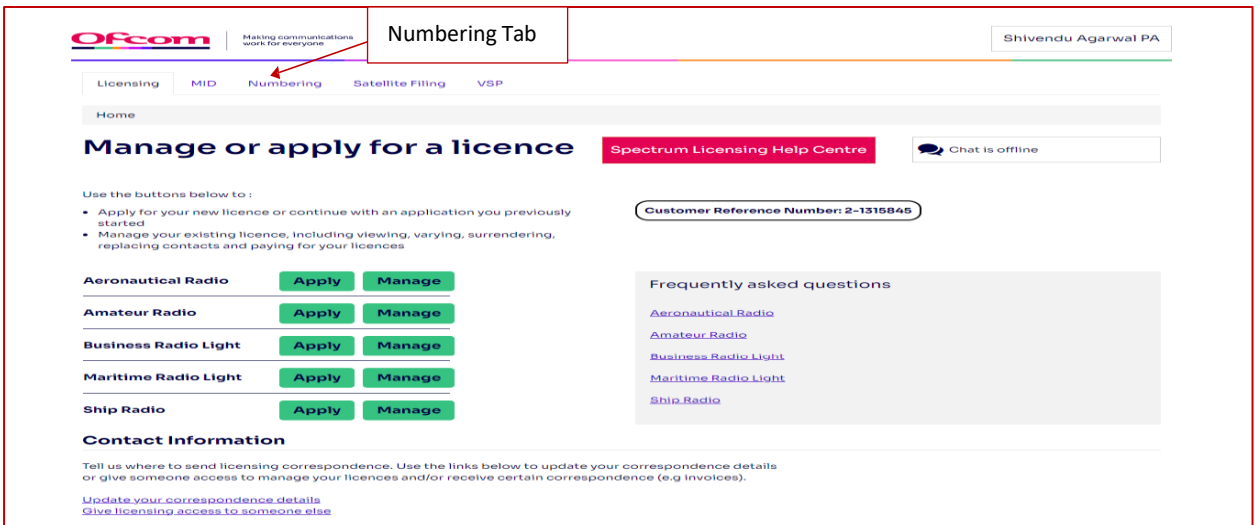 Ofcom
Making communications
work for everyone
Numbering Tab
Shivendu Agarwal PA
Licensing MID Numbering Satellite Filing VSP
Home
Manage or apply for a licence
Spectrum Licensing Help Centre
Chat is offline
Use the buttons below to :
• Apply for your new licence or continue with an application you previously
started
• Manage your existing licence, including viewing, varying, surrendering,
replacing contacts and paying for your licences
Customer Reference Number: 2-1315845
Aeronautical Radio Apply Manage
Amateur Radio Apply Manage
Business Radio Light Apply Manage
Maritime Radio Light Apply Manage
Ship Radio Apply Manage
Frequently asked questions
Aeronautical Radio
Amateur Radio
Business Radio Light
Maritime Radio Light
Ship Radio
Contact Information
Tell us where to send licensing correspondence. Use the links below to update your correspondence details
or give someone access to manage your licences and/or receive certain correspondence (e.g invoices).
Update your correspondence details
Give licensing access to someone else